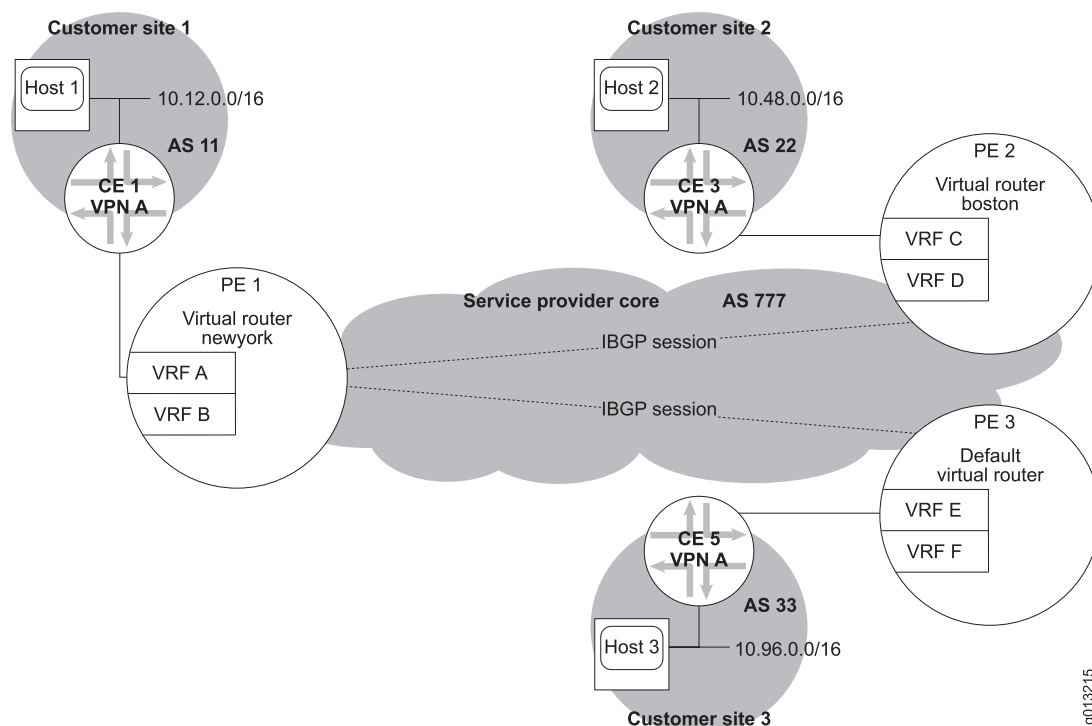 Customer site 1
Host 1
10.12.0.0/16
AS 11
CE 1
VPN A
Customer site 2
Host 2
10.48.0.0/16
AS 22
CE 3
VPN A
PE 2
Virtual router
boston
VRF C
VRF D
PE 1
Virtual router
newyork
VRF A
VRF B
Service provider core
AS 777
IBGP session
IBGP session
PE 3
Default
virtual router
VRF E
VRF F
CE 5
VPN A
AS 33
Host 3
10.96.0.0/16
Customer site 3
g013215